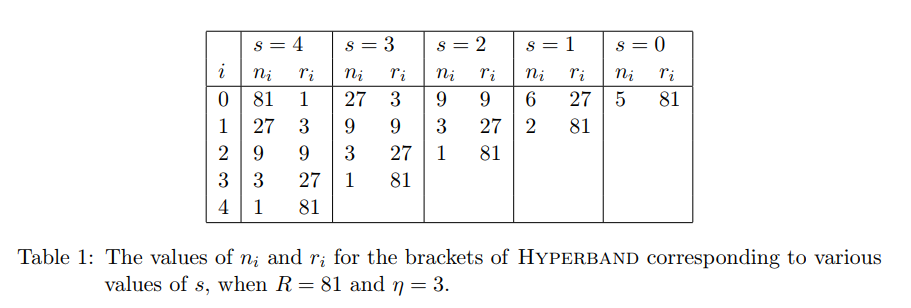 s = 4 s = 3 s = 2 s = 1 s = 0
i n_i r_i n_i r_i n_i r_i n_i r_i n_i r_i
0 81 1 27 3 9 9 6 27 5 81
1 27 3 9 9 3 27 2 81
2 9 9 3 27 1 81
3 3 27 1 81
4 1 81
Table 1: The values of n_i and r_i for the brackets of HYPERBAND corresponding to various
values of s, when R = 81 and η = 3.